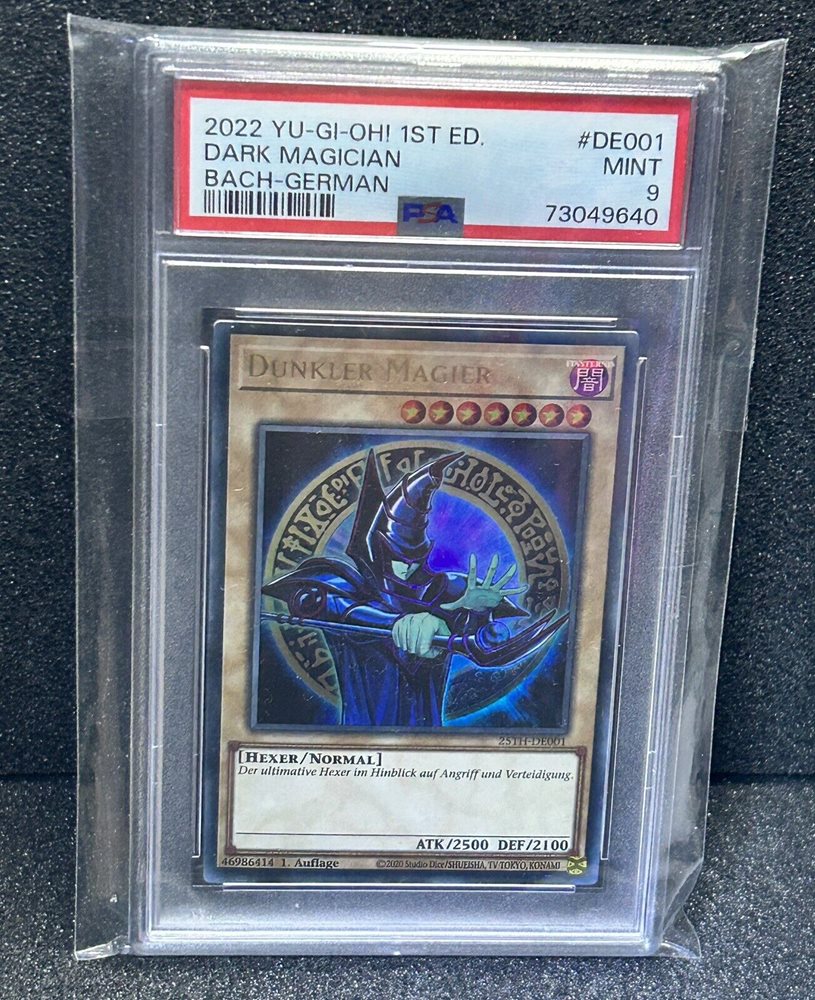 2022 YU-GI-OH! 1ST ED.
#DE001
DARK MAGICIAN
MINT
BACH-GERMAN
9
PSA
73049640
DUNKLER MAGIER
FINSTERNIS
闇
25TH-DE001
[HEXER/NORMAL]
Der ultimative Hexer im Hinblick auf Angriff und Verteidigung.
ATK/2500 DEF/2100
46986414 1. Auflage ©2020 Studio Dice/SHUEISHA, TV TOKYO, KONAMI